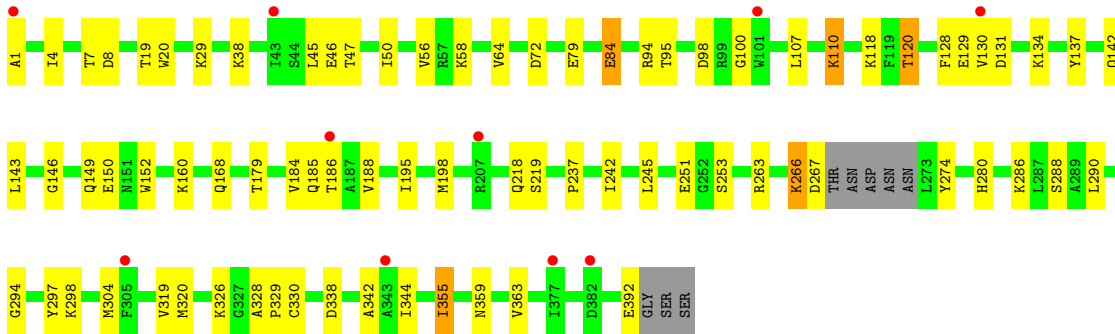 A1 I4 T7 D8 T19 W20 K29 K38 I43 S44 L45 E46 T47 I50 V56 R57 K58 V64 D72 E79 E84 R94 T95 D98 R99 G100 W101 L107 K110 K118 F119 T120 F128 E129 V130 D131 K134 Y137 Q142
L143 G146 Q149 E150 N151 W152 K160 Q168 T179 V184 Q185 T186 A187 V188 I195 M198 R207 Q218 S219 P237 I242 L245 E251 G252 S253 R263 K266 D267 THR ASN ASP ASN ASN L273 Y274 H280 K286 L287 S288 A289 L290
G294 Y297 K298 M304 F305 V319 M320 K326 G327 A328 P329 C330 D338 A342 A343 I344 I355 N359 V363 I377 D382 E392 GLY SER SER